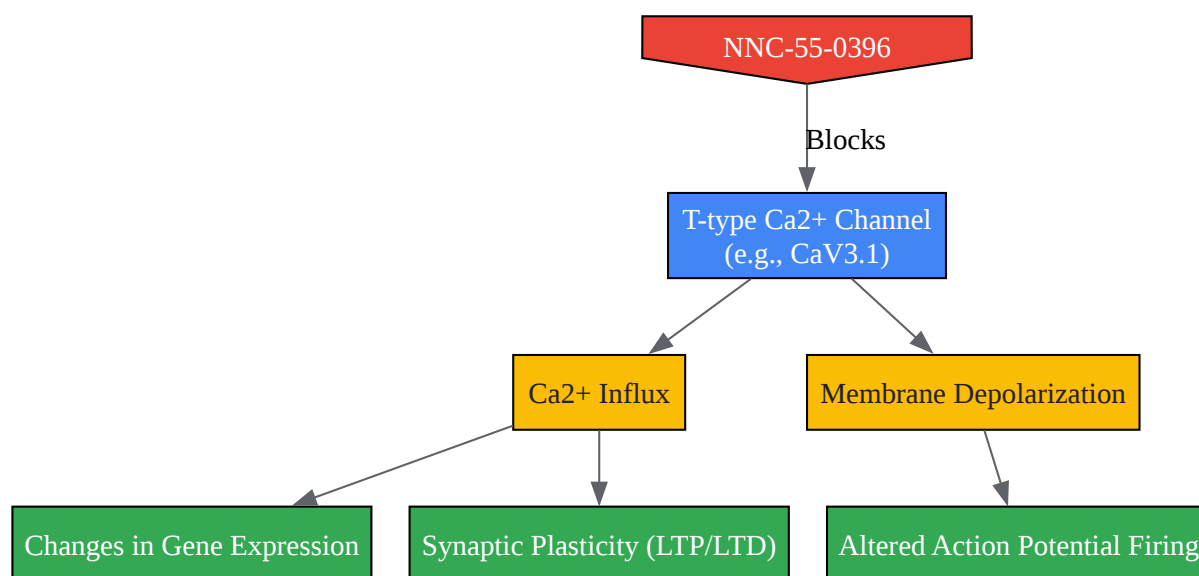 NNC-55-0396
Blocks
T-type Ca2+ Channel
(e.g., CaV3.1)
Ca2+ Influx
Membrane Depolarization
Changes in Gene Expression
Synaptic Plasticity (LTP/LTD)
Altered Action Potential Firing